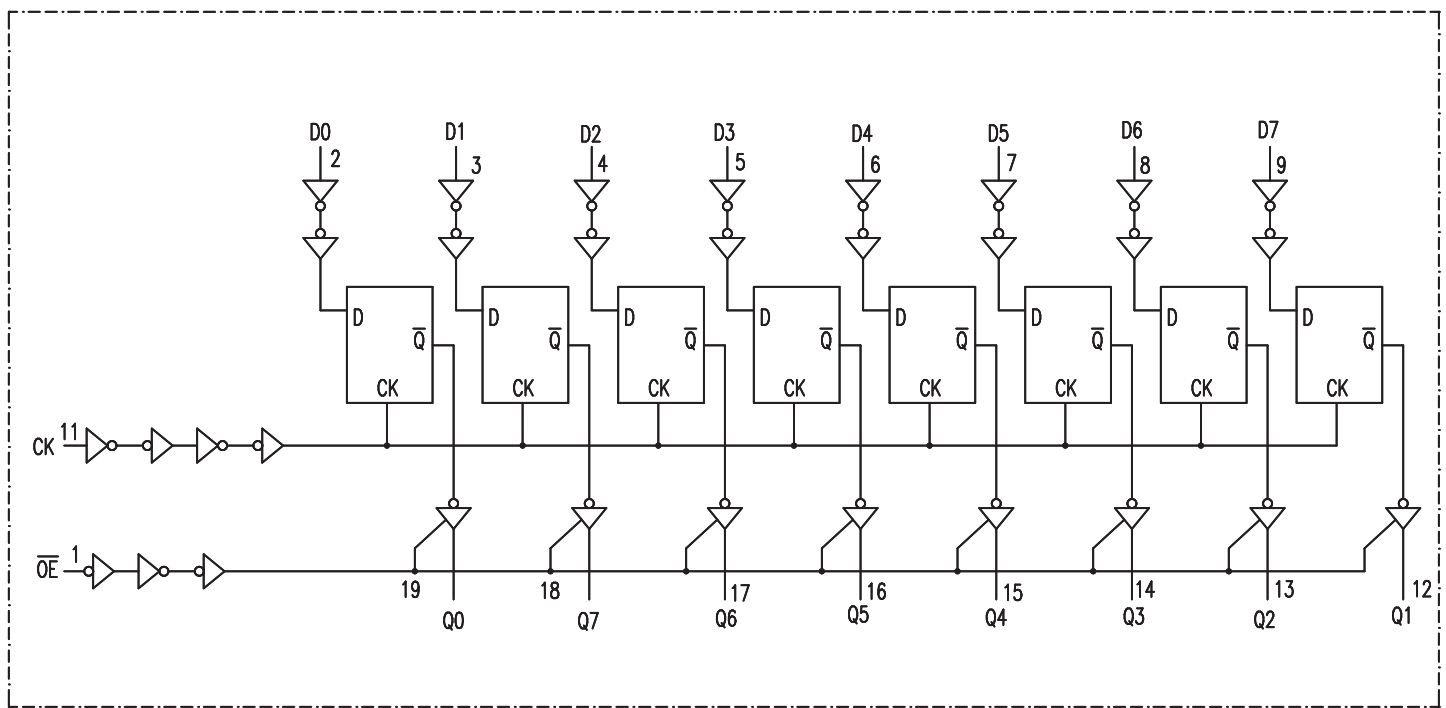 D0 D1 D2 D3 D4 D5 D6 D7
2 3 4 5 6 7 8 9
D D D D D D D D
Q̅ Q̅ Q̅ Q̅ Q̅ Q̅ Q̅ Q̅
CK CK CK CK CK CK CK CK
CK 11
O̅E̅ 1
19 18 17 16 15 14 13 12
Q0 Q7 Q6 Q5 Q4 Q3 Q2 Q1